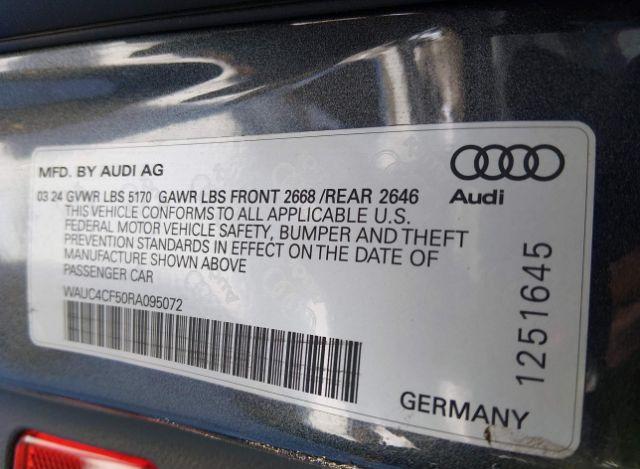 MFD. BY AUDI AG
03 24 GVWR LBS 5170 GAWR LBS FRONT 2668 /REAR 2646
THIS VEHICLE CONFORMS TO ALL APPLICABLE U.S.
FEDERAL MOTOR VEHICLE SAFETY, BUMPER AND THEFT
PREVENTION STANDARDS IN EFFECT ON THE DATE OF
MANUFACTURE SHOWN ABOVE
PASSENGER CAR
WAUC4CF50RA095072
Audi
1251645
GERMANY